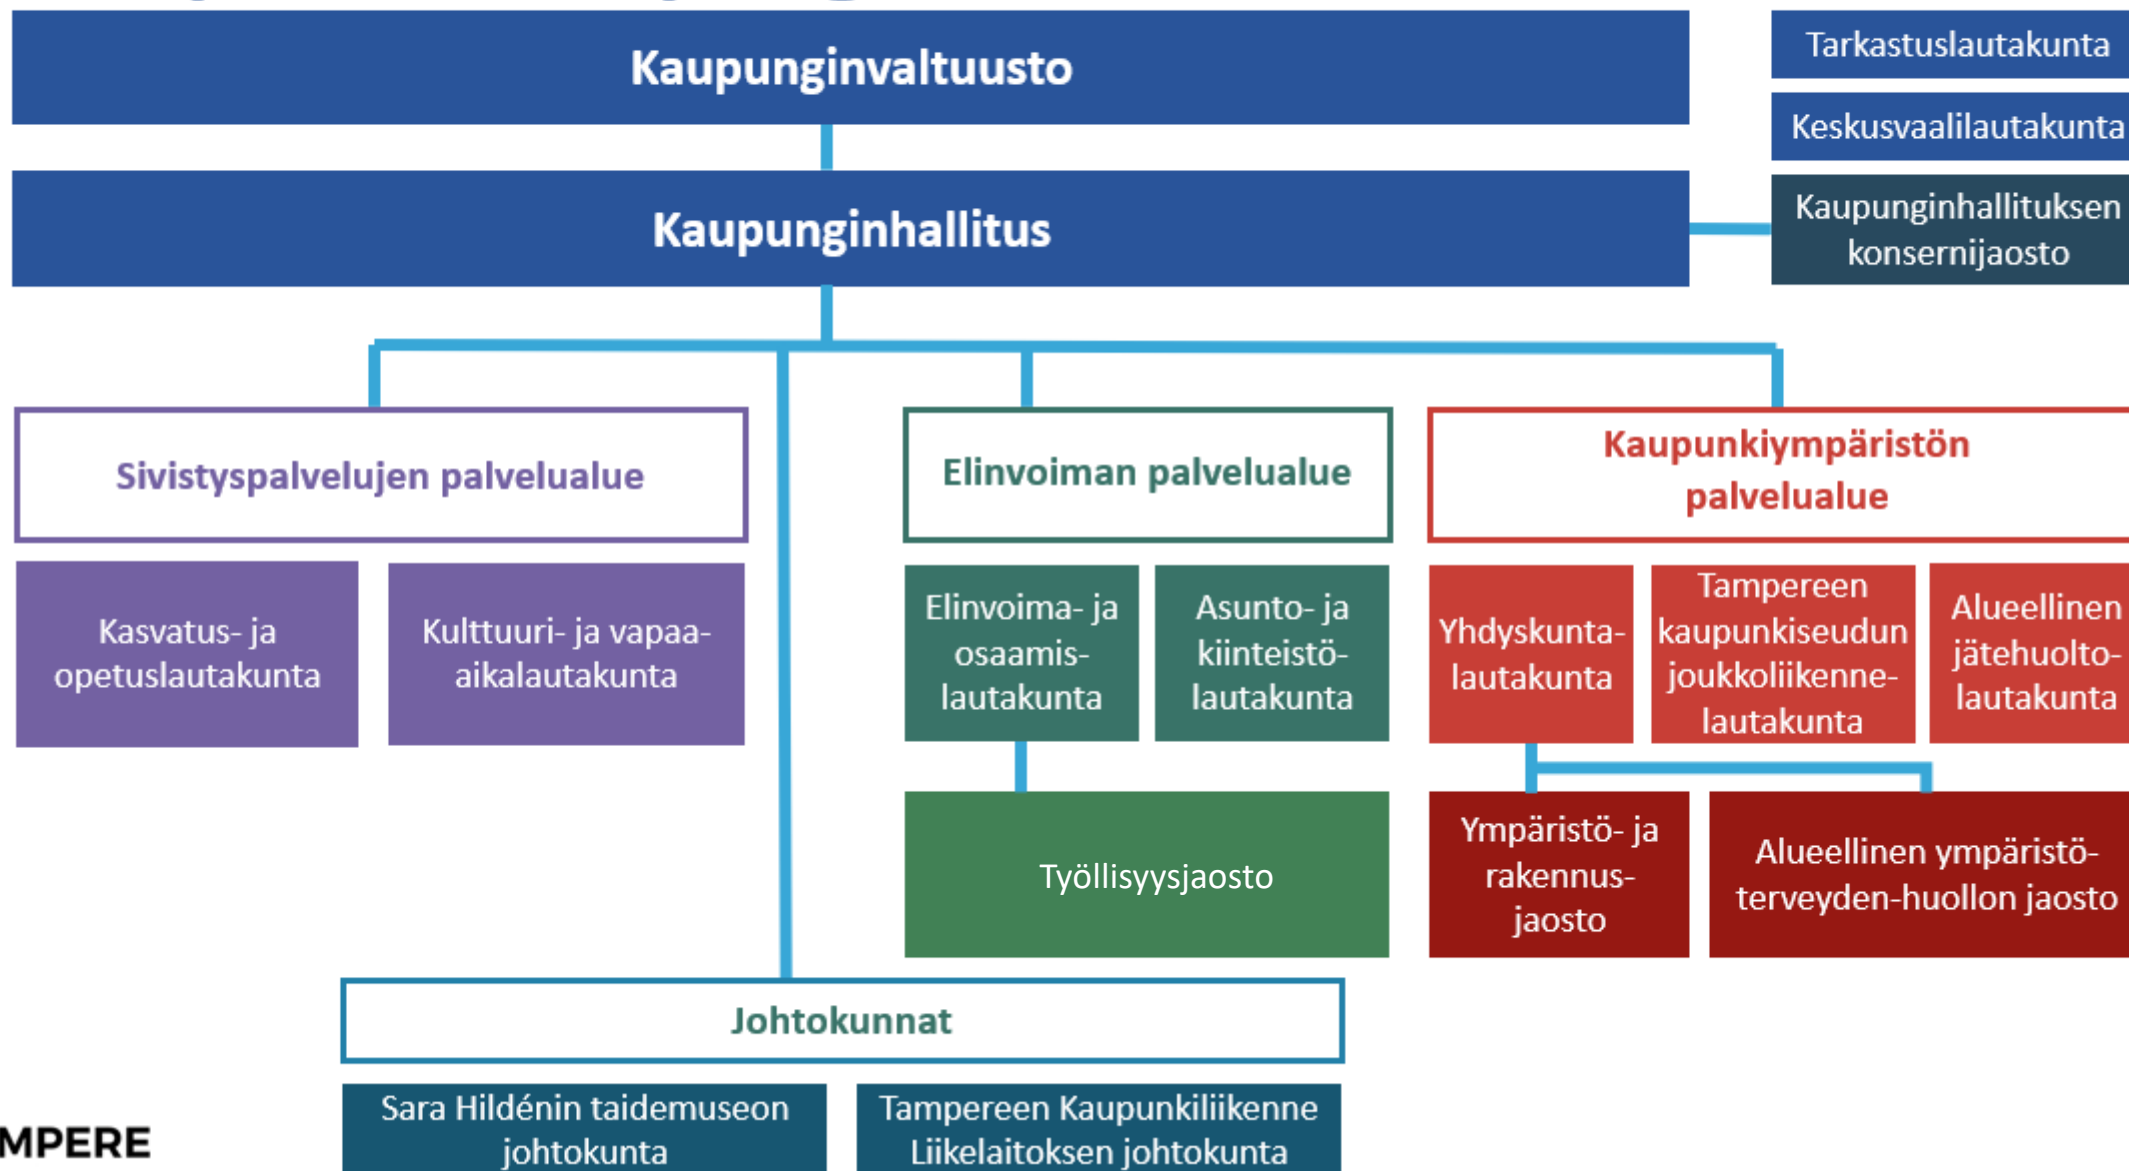 Kaupunginvaltuusto
Tarkastuslautakunta
Keskusvaalilautakunta
Kaupunginhallitus
Kaupunginhallituksen
konsernijaosto
Sivistyspalvelujen palvelualue
Kasvatus- ja
opetuslautakunta
Kulttuuri- ja vapaa-
aikalautakunta
Elinvoiman palvelualue
Elinvoima- ja
osaamis-
lautakunta
Asunto- ja
kiinteistö-
lautakunta
Työllisyysjaosto
Kaupunkiympäristön
palvelualue
Yhdyskunta-
lautakunta
Tampereen
kaupunkiseudun
joukkoliikenne-
lautakunta
Alueellinen
jätehuolto-
lautakunta
Ympäristö- ja
rakennus-
jaosto
Alueellinen ympäristö-
terveyden-huollon jaosto
Johtokunnat
Sara Hildénin taidemuseon
johtokunta
Tampereen Kaupunkiliikenne
Liikelaitoksen johtokunta
MPERE